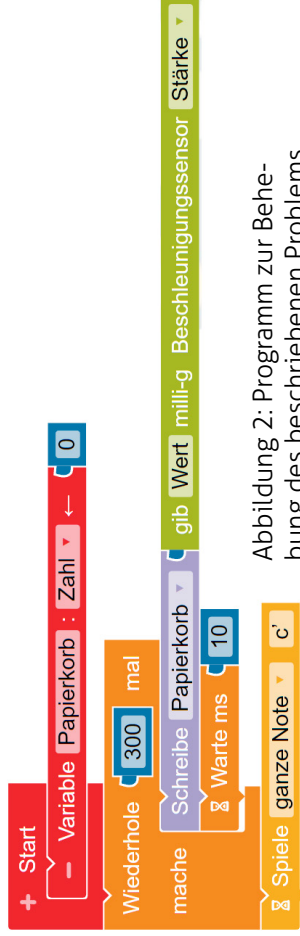 + Start
− Variable Papierkorb : Zahl ▾ ← 0
Wiederhole 300 mal
mache Schreibe Papierkorb ▾ gib Wert milli-g Beschleunigungssensor Stärke ▾
Warte ms 10
Spiele ganze Note ▾ c'
Abbildung 2: Programm zur Behe-
bung des beschriebenen Problems